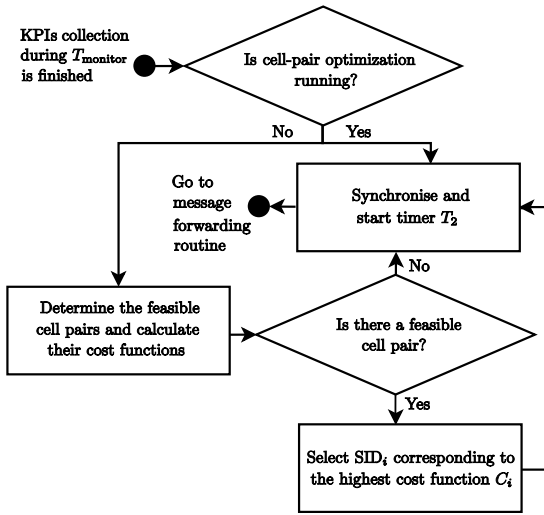 KPIs collection
during T_monitor
is finished
Is cell-pair optimization
running?
No
Yes
Go to
message
forwarding
routine
Synchronise and
start timer T_2
No
Determine the feasible
cell pairs and calculate
their cost functions
Is there a feasible
cell pair?
Yes
Select SID_i corresponding to
the highest cost function C_i